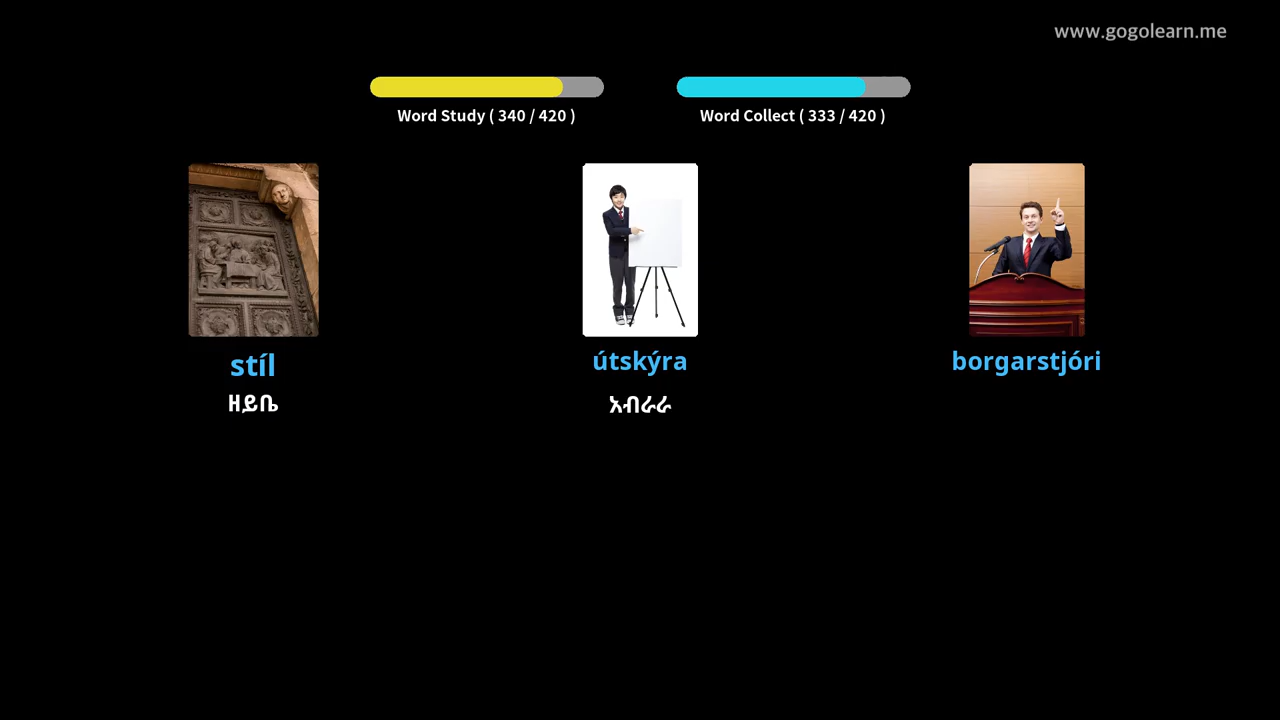 www.gogolearn.me
Word Study ( 340 / 420 )
Word Collect ( 333 / 420 )
stíl
ዘይቤ
útskýra
አብራራ
borgarstjóri